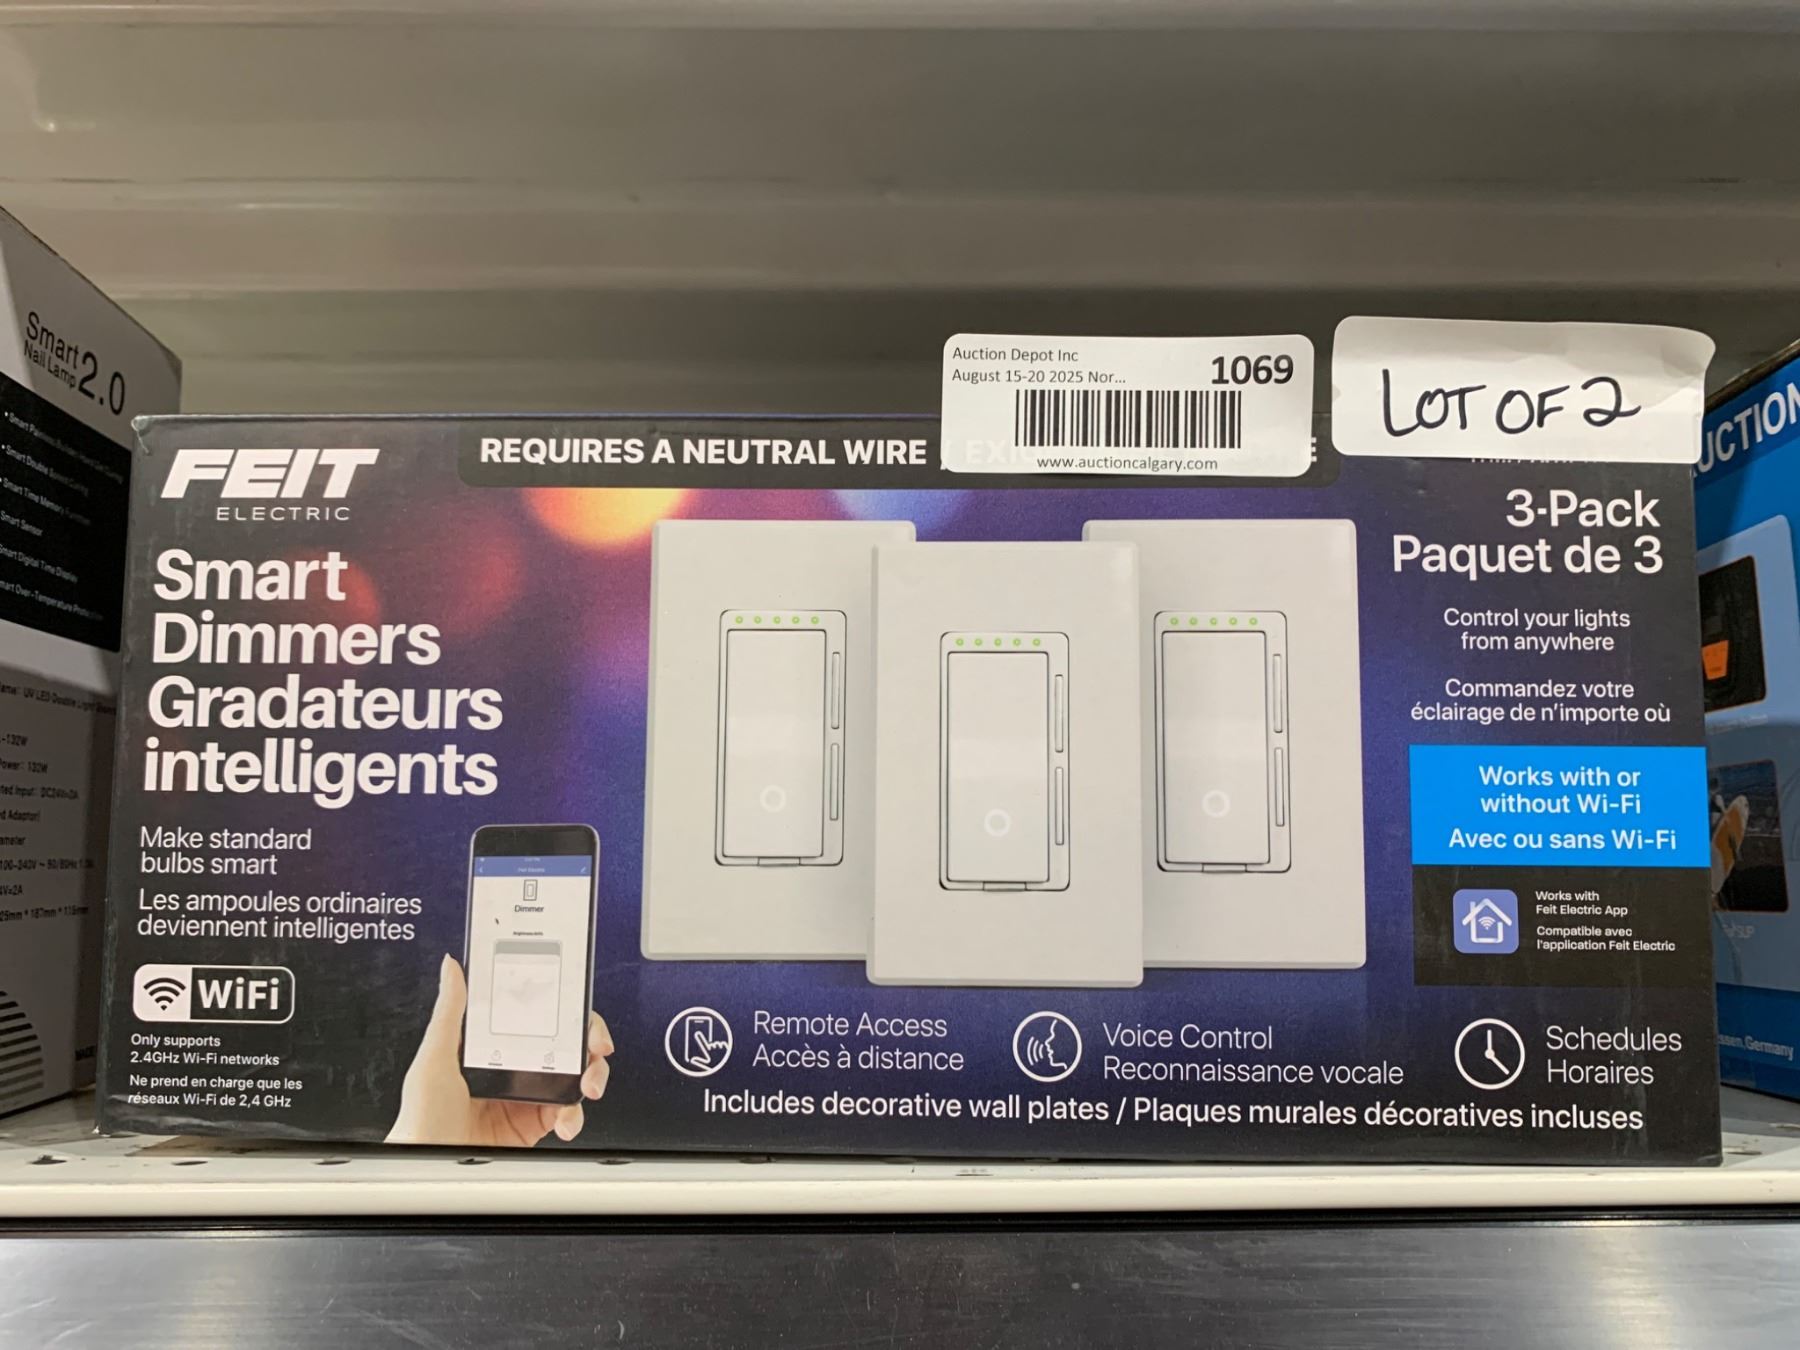 Auction Depot Inc
August 15-20 2025 Nor...
1069
www.auctioncalgary.com
LOT OF 2
FEIT
ELECTRIC
REQUIRES A NEUTRAL WIRE
Smart
Dimmers
Gradateurs
intelligents
Make standard
bulbs smart
Les ampoules ordinaires
deviennent intelligentes
WiFi
Only supports
2.4GHz Wi-Fi networks
Ne prend en charge que les
réseaux Wi-Fi de 2,4 GHz
Dimmer
3-Pack
Paquet de 3
Control your lights
from anywhere
Commandez votre
éclairage de n'importe où
Works with or
without Wi-Fi
Avec ou sans Wi-Fi
Works with
Feit Electric App
Compatible avec
l'application Feit Electric
Remote Access
Accès à distance
Voice Control
Reconnaissance vocale
Schedules
Horaires
Includes decorative wall plates / Plaques murales décoratives incluses
Smart
Nail Lamp
2.0